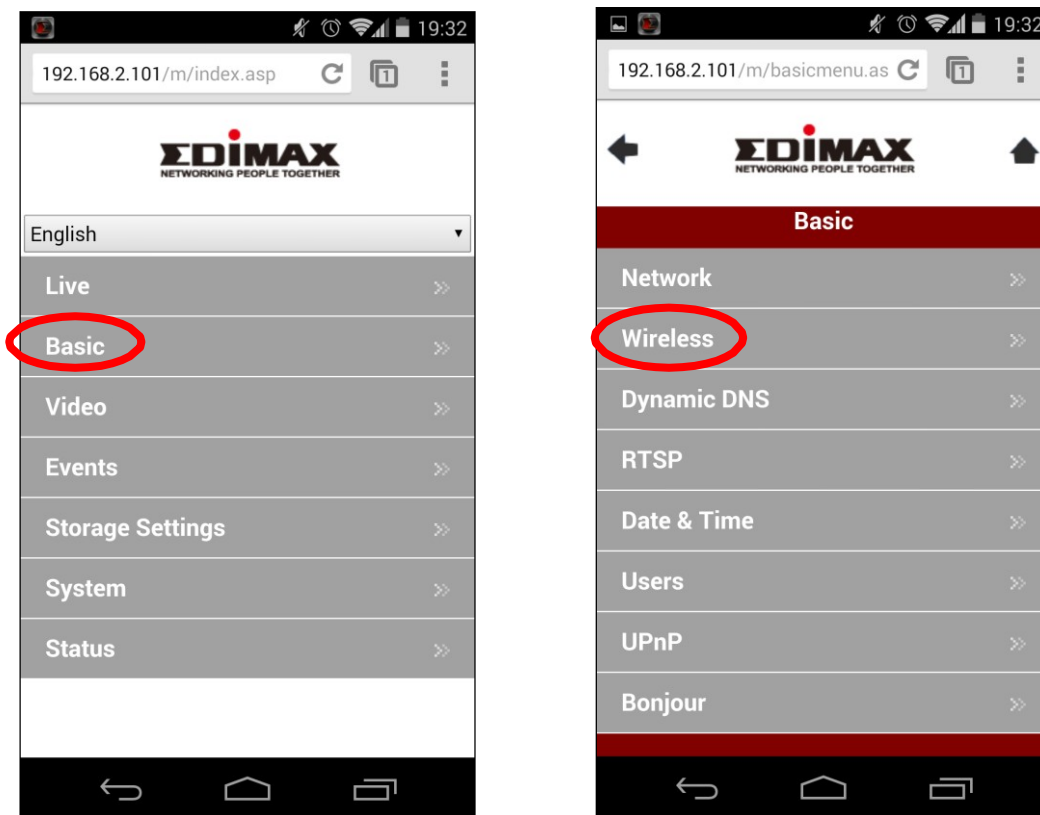 19:32
192.168.2.101/m/index.asp
1
EDIMAX
NETWORKING PEOPLE TOGETHER
English
Live
Basic
Video
Events
Storage Settings
System
Status
19:32
192.168.2.101/m/basicmenu.as
1
EDIMAX
NETWORKING PEOPLE TOGETHER
Basic
Network
Wireless
Dynamic DNS
RTSP
Date & Time
Users
UPnP
Bonjour